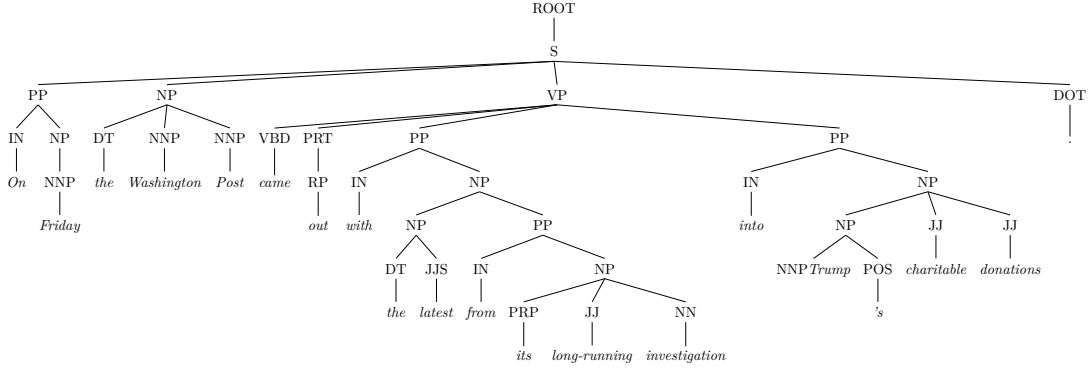 ROOT
S
PP NP VP DOT
IN NP DT NNP NNP VBD PRT PP PP .
On NNP the Washington Post came RP IN NP IN NP
Friday out with NP PP into NP JJ JJ
DT JJS IN NP NNP Trump POS charitable donations
the latest from PRP JJ NN 's
its long-running investigation